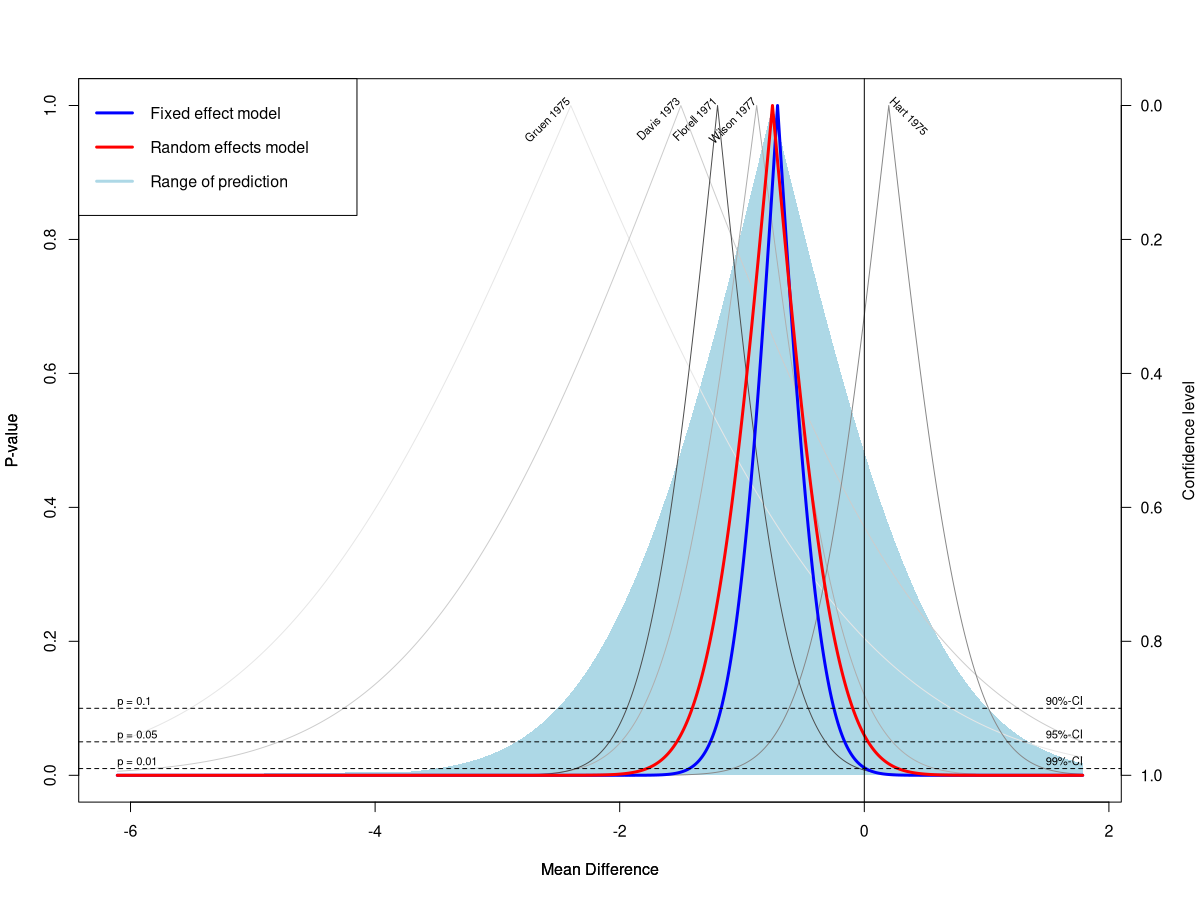 Fixed effect model
Random effects model
Range of prediction
Gruen 1975
Davis 1973
Florell 1971
Wilson 1977
Hart 1975
1.0
0.8
0.6
0.4
0.2
0.0
P-value
0.0
0.2
0.4
0.6
0.8
1.0
Confidence level
p = 0.1
90%-CI
p = 0.05
95%-CI
p = 0.01
99%-CI
-6
-4
-2
0
2
Mean Difference